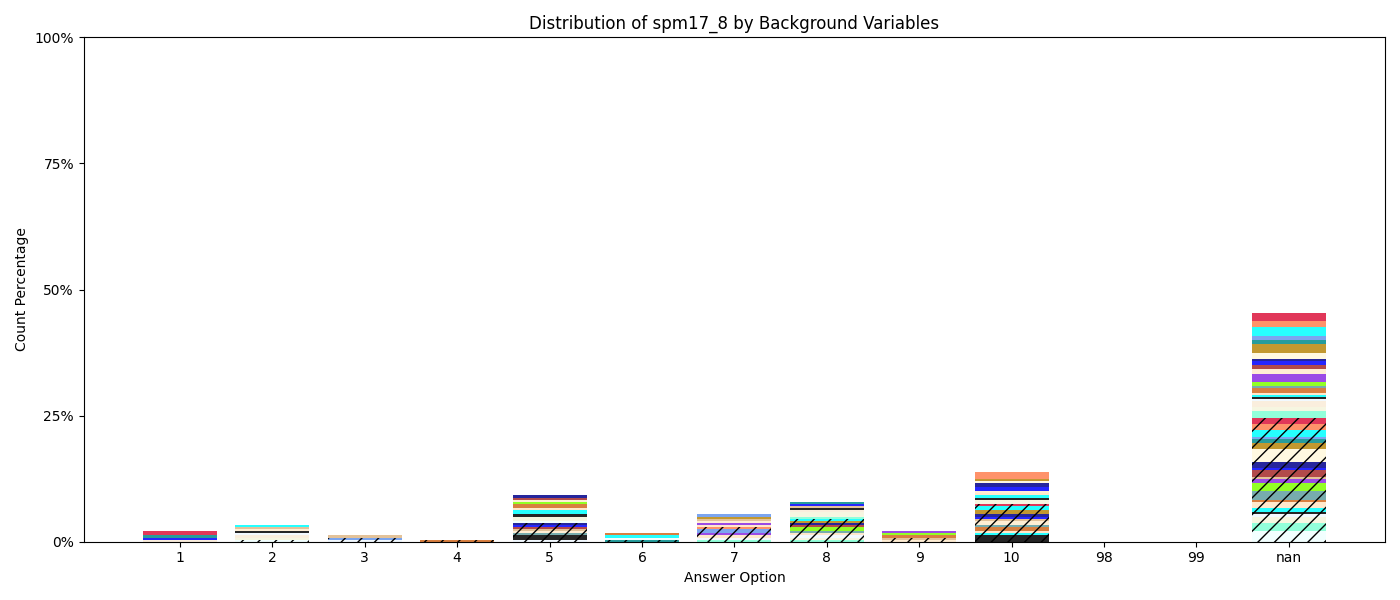 Distribution of spm17_8 by Background Variables
100%
75%
50%
25%
0%
Count Percentage
1 2 3 4 5 6 7 8 9 10 98 99 nan
Answer Option